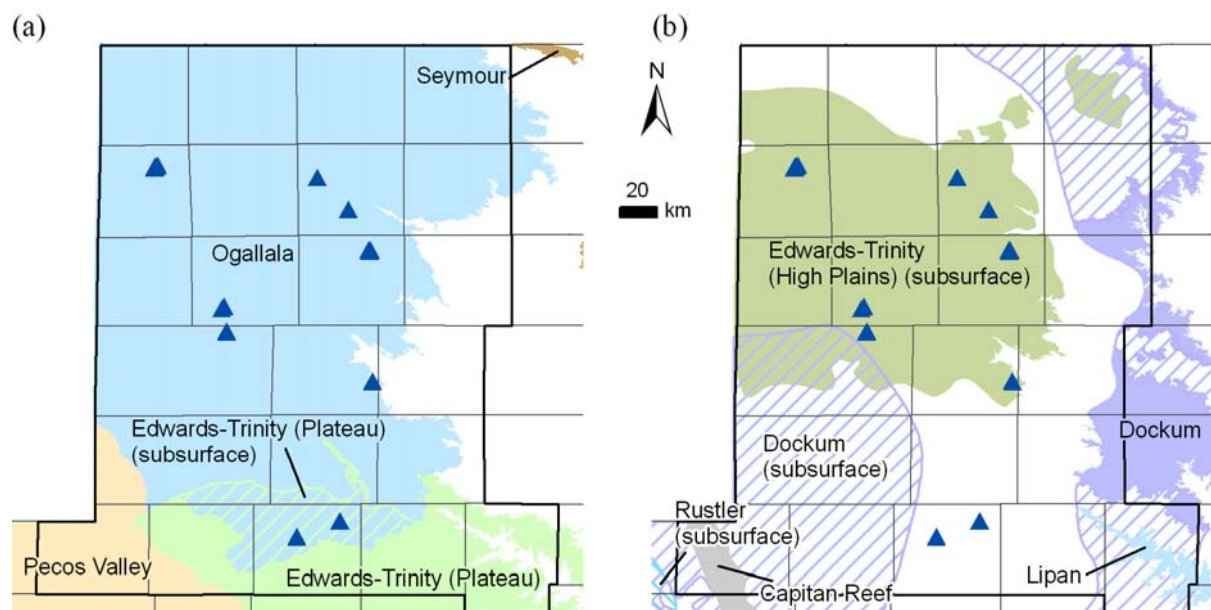 (a)
Seymour
Ogallala
Edwards-Trinity (Plateau)
(subsurface)
Pecos Valley
Edwards-Trinity (Plateau)
N
20
km
(b)
Edwards-Trinity
(High Plains) (subsurface)
Dockum
Dockum
(subsurface)
Rustler
(subsurface)
Lipan
Capitan-Reef